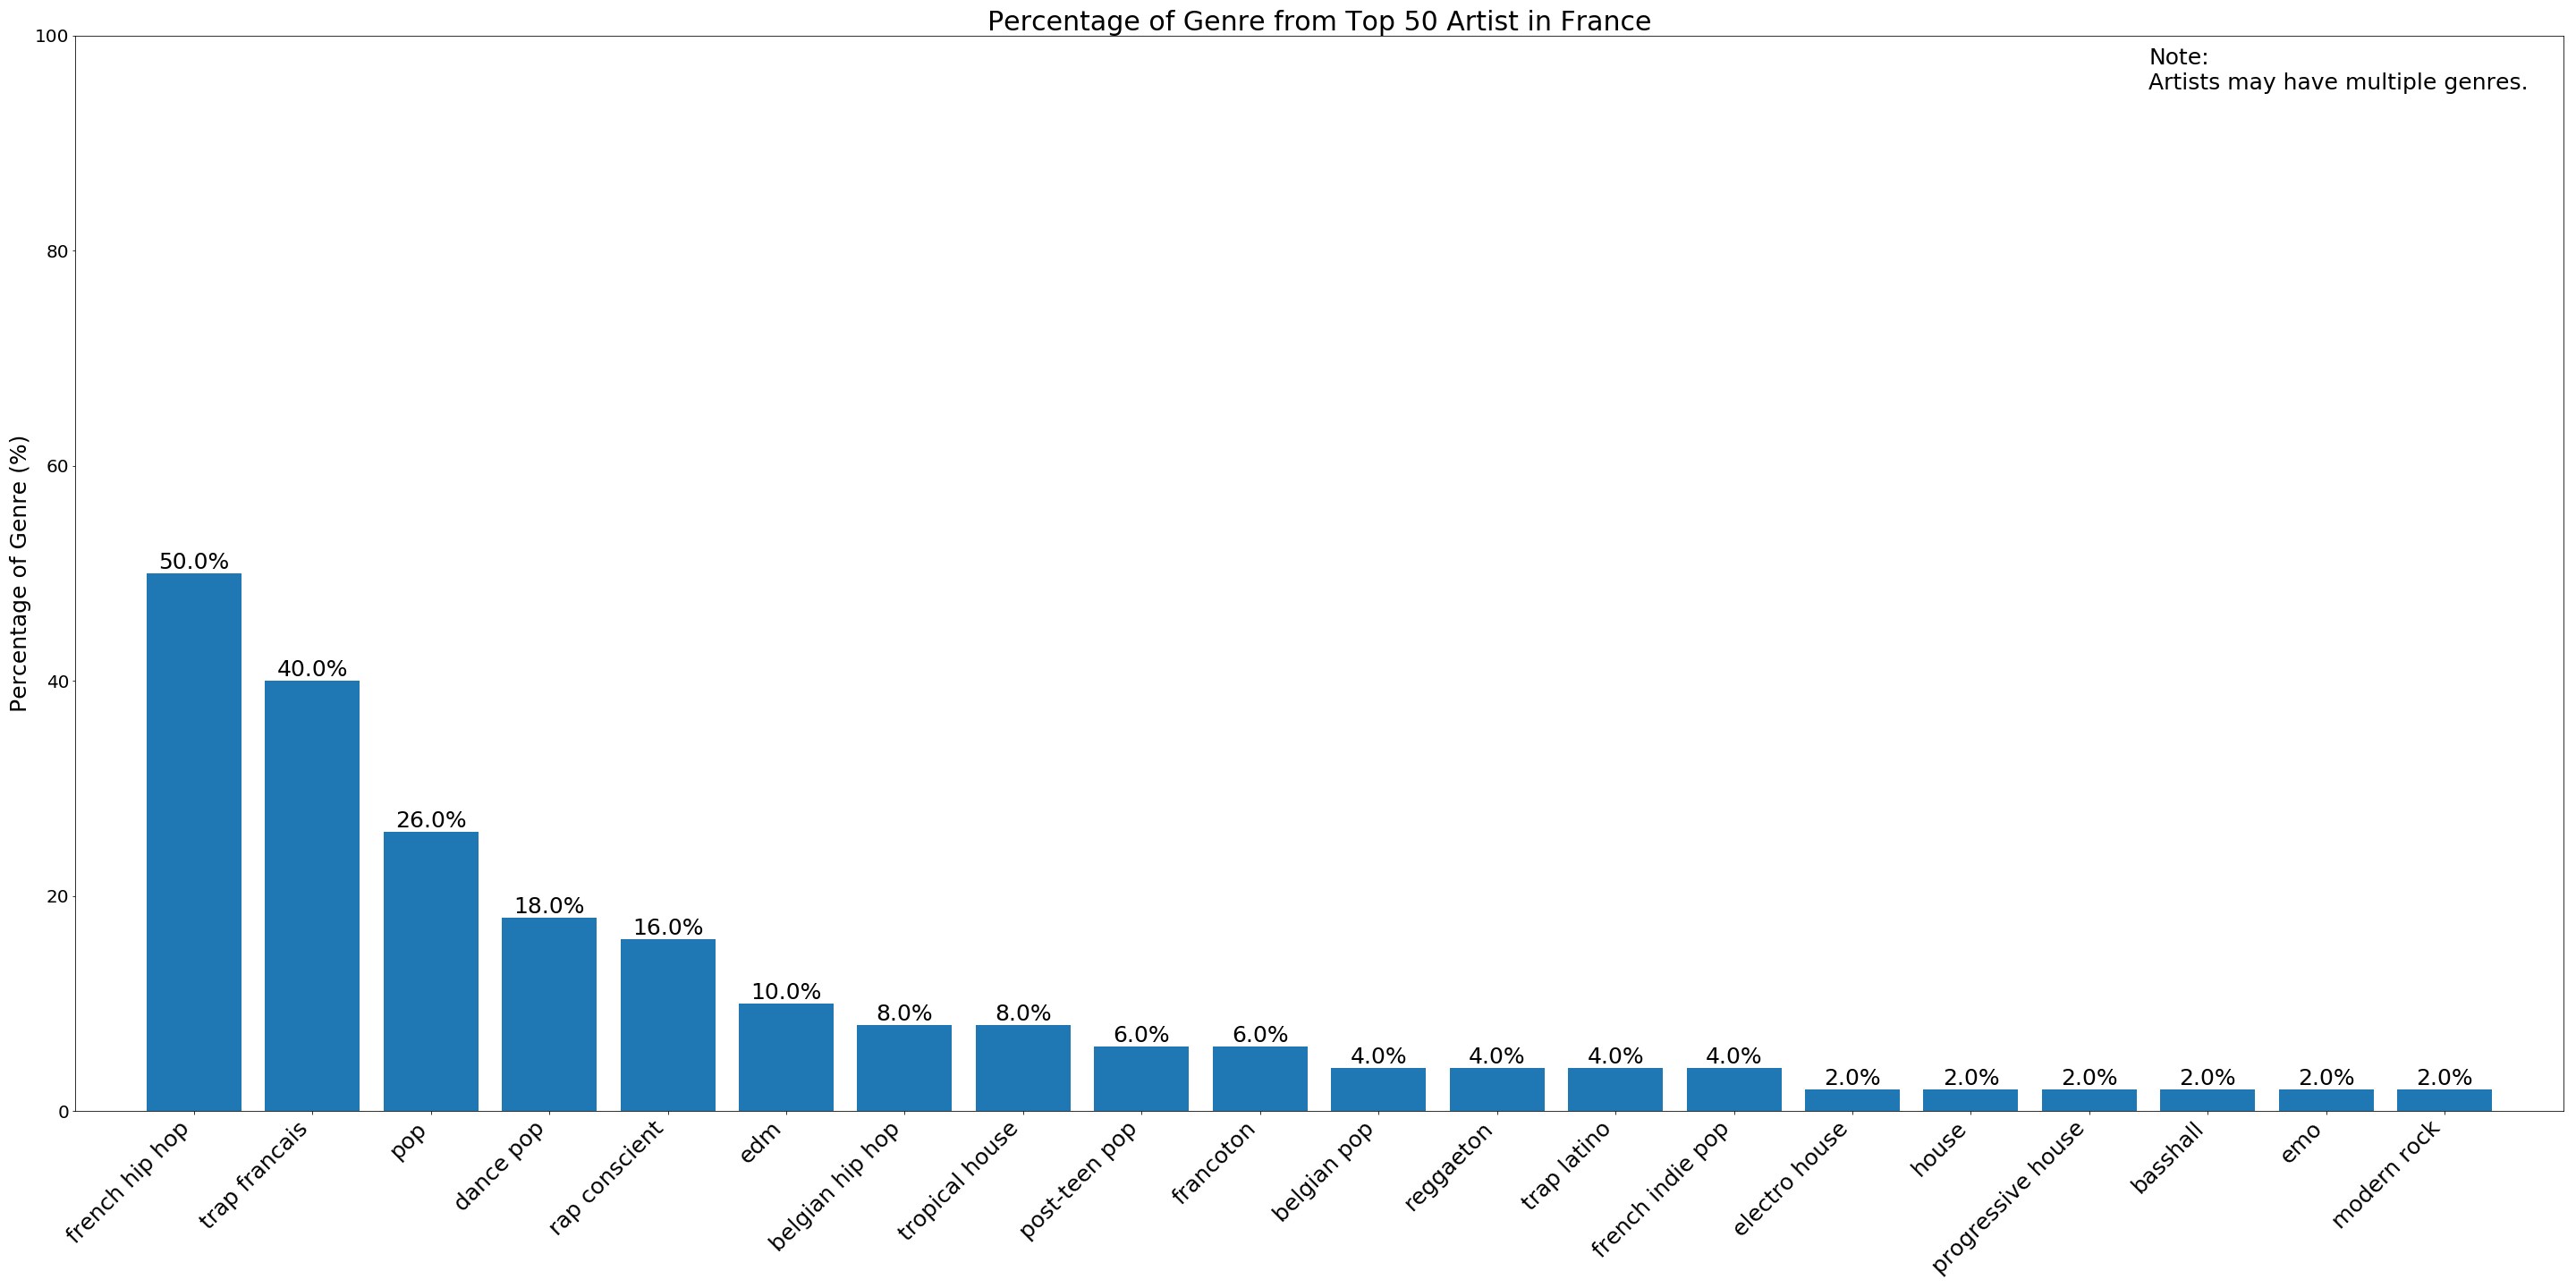 Percentage of Genre from Top 50 Artist in France
Note:
Artists may have multiple genres.
Percentage of Genre (%)
100
80
60
40
20
0
50.0%
40.0%
26.0%
18.0%
16.0%
10.0%
8.0%
8.0%
6.0%
6.0%
4.0%
4.0%
4.0%
4.0%
2.0%
2.0%
2.0%
2.0%
2.0%
2.0%
french hip hop
trap francais
pop
dance pop
rap conscient
edm
belgian hip hop
tropical house
post-teen pop
francoton
belgian pop
reggaeton
trap latino
french indie pop
electro house
house
progressive house
basshall
emo
modern rock